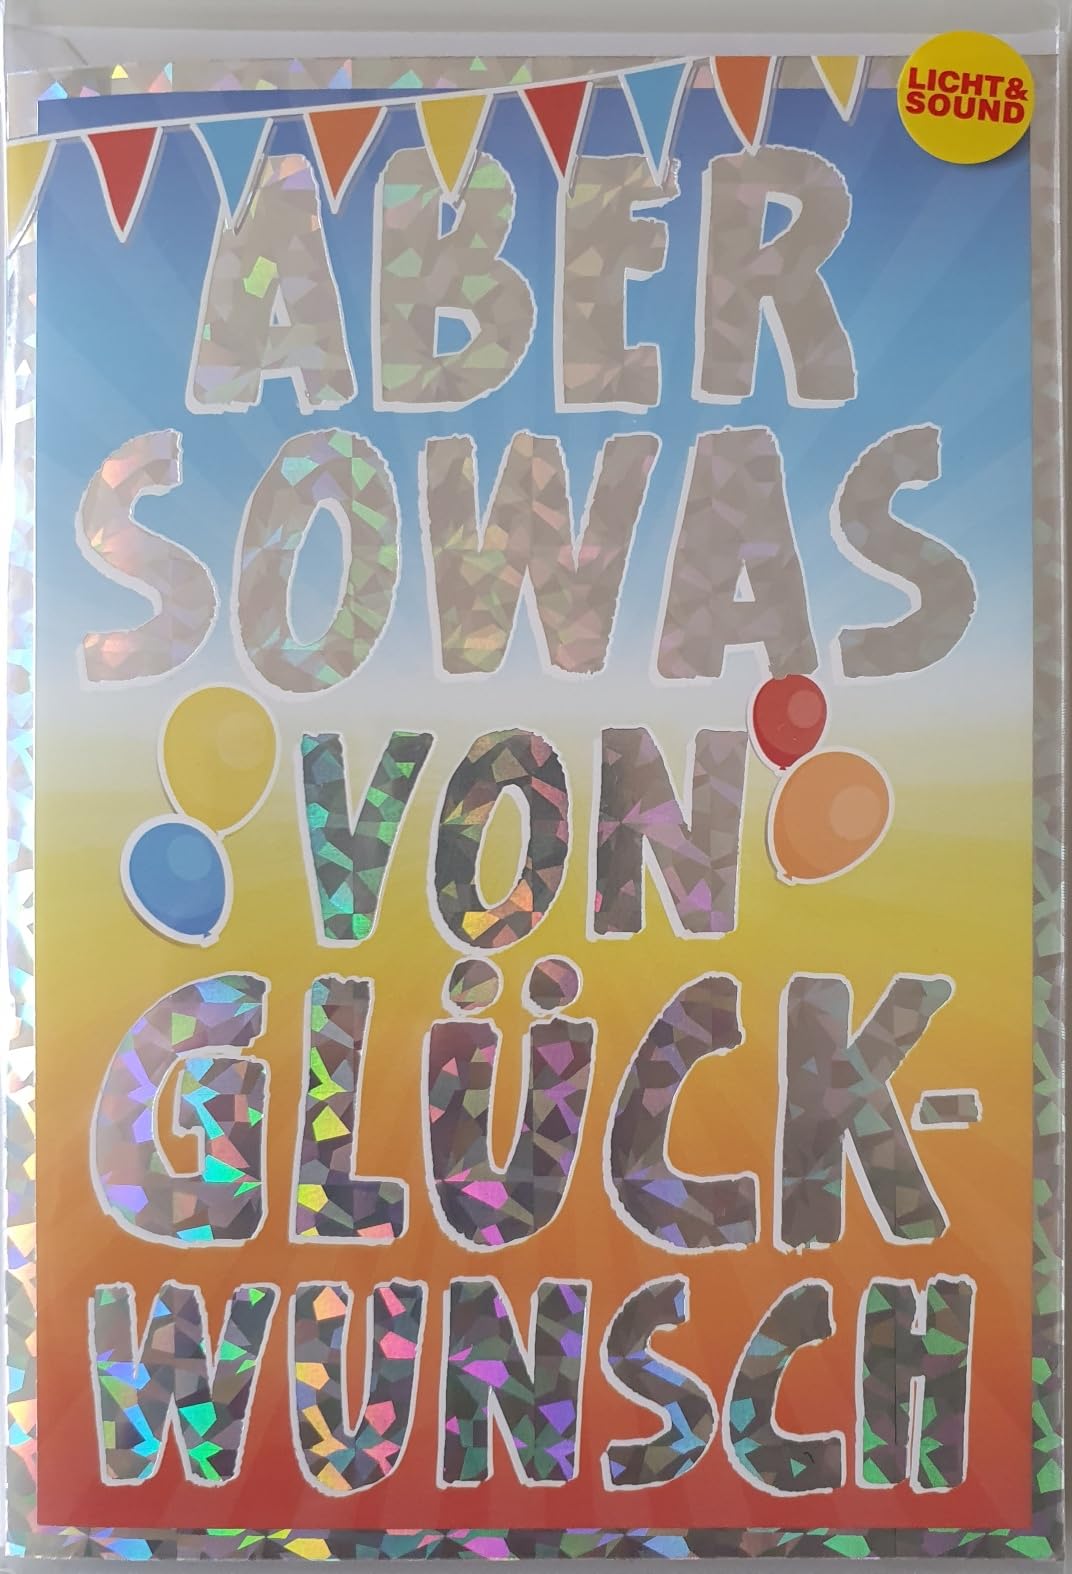 LICHT&
SOUND
ABER
SOWAS
VON
GLÜCK-
WUNSCH